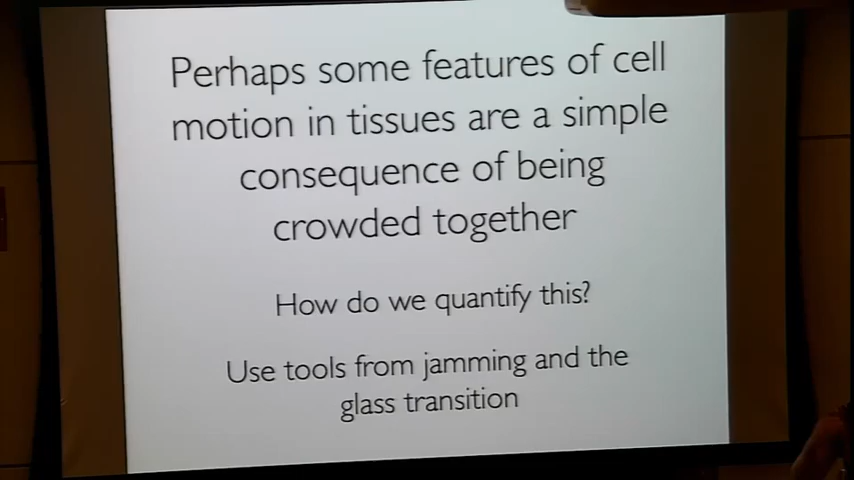 Perhaps some features of cell
motion in tissues are a simple
consequence of being
crowded together
How do we quantify this?
Use tools from jamming and the
glass transition